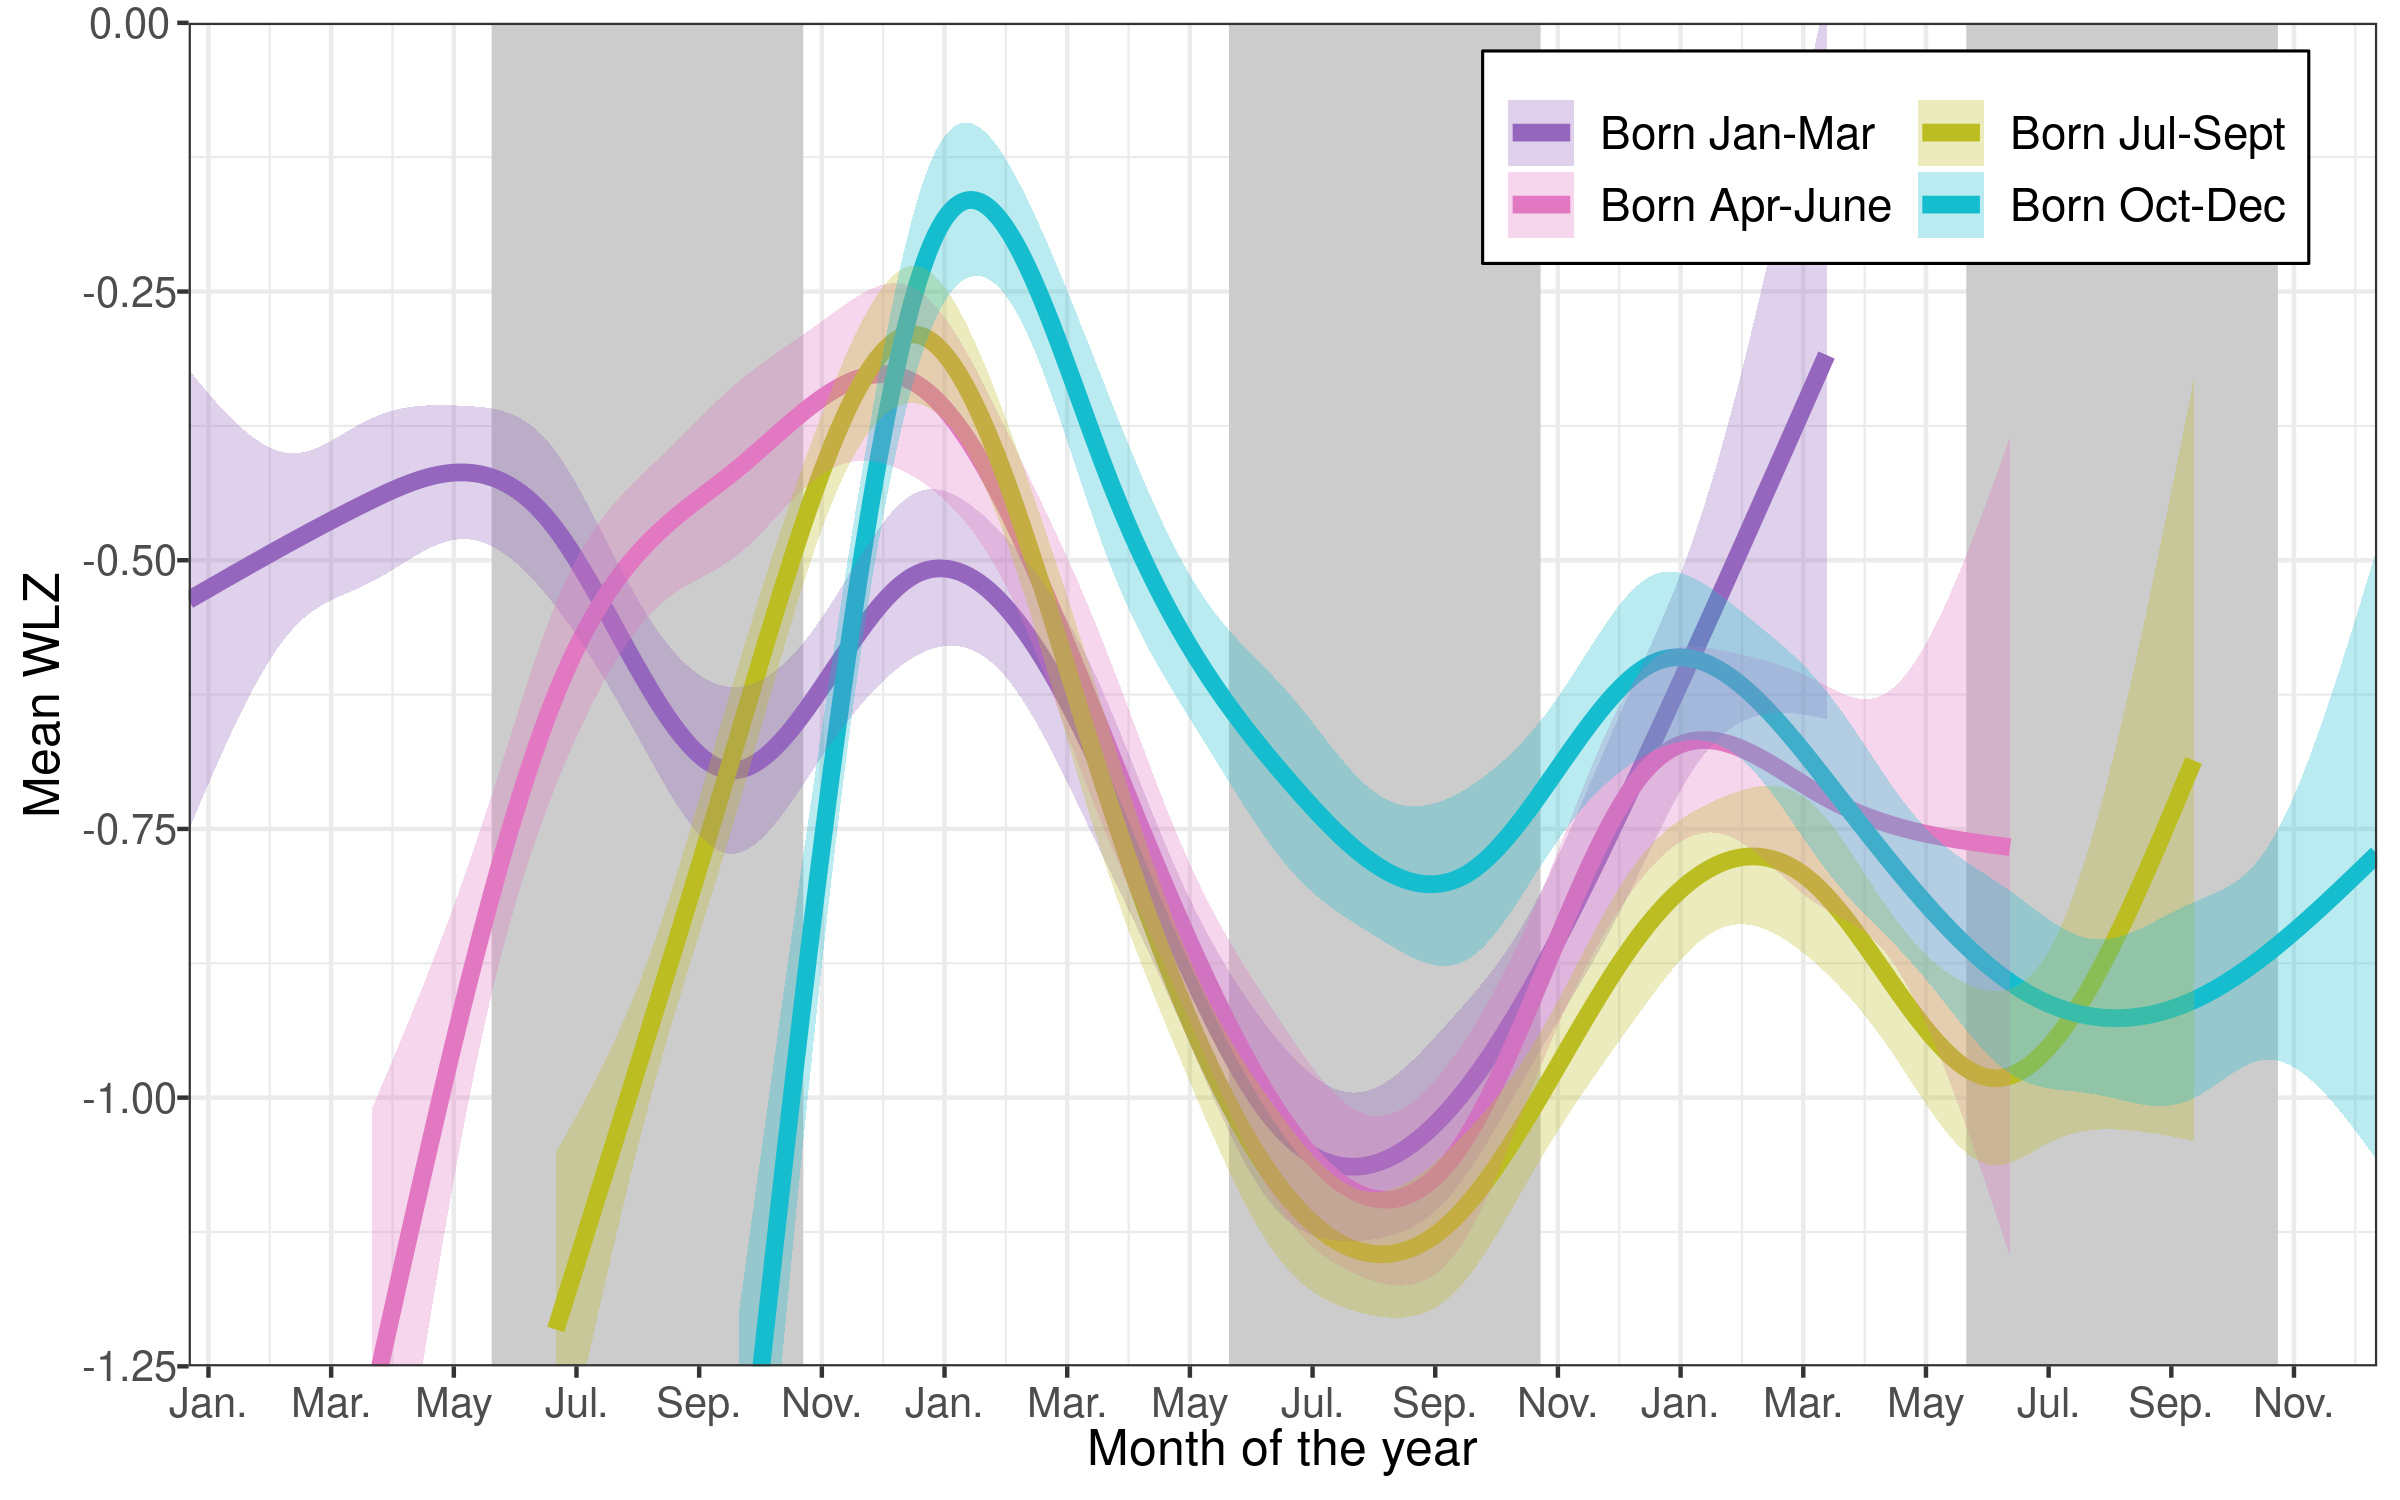 0.00
-0.25
-0.50
-0.75
-1.00
-1.25
Mean WLZ
Born Jan-Mar Born Jul-Sept
Born Apr-June Born Oct-Dec
Jan. Mar. May Jul. Sep. Nov. Jan. Mar. May Jul. Sep. Nov. Jan. Mar. May Jul. Sep. Nov.
Month of the year